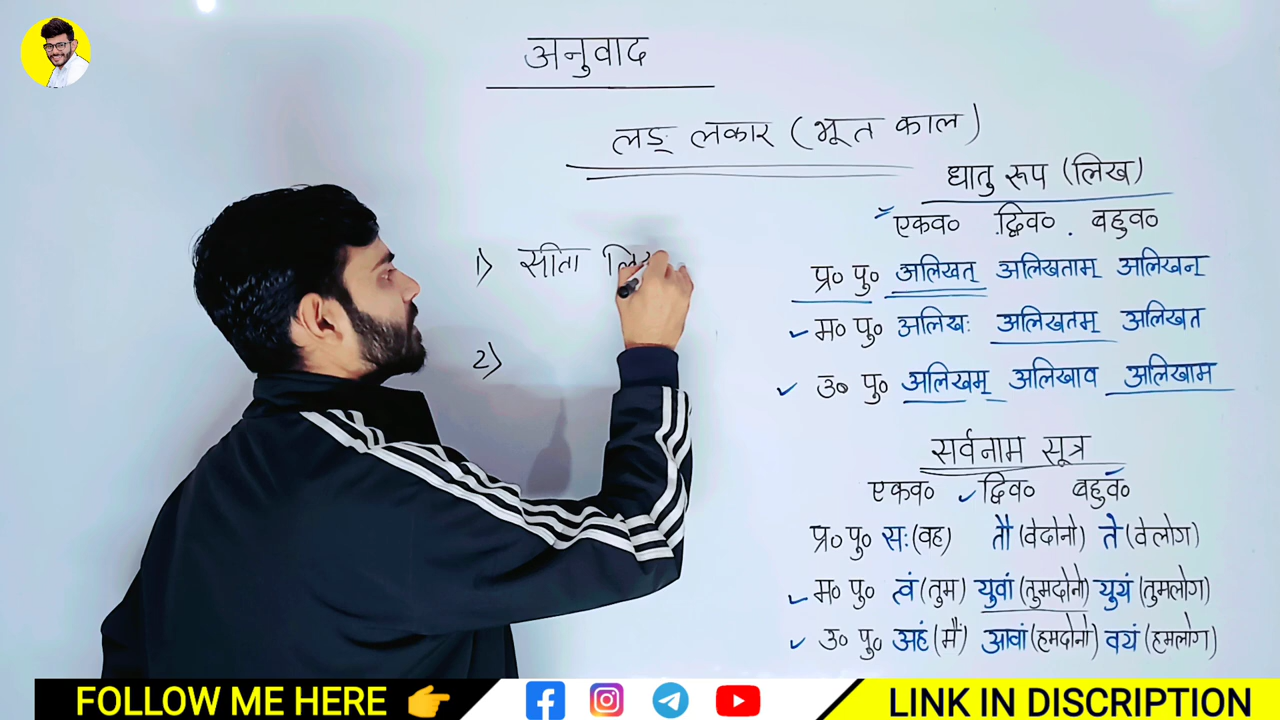 अनुवाद
लङ् लकार (भूत काल)
धातु रूप (लिख)
एकव० द्विव० बहुव०
प्र० पु० अलिखत् अलिखताम् अलिखन्
म० पु० अलिखः अलिखतम् अलिखत
उ० पु० अलिखम् अलिखाव अलिखाम
1) सीता
2)
सर्वनाम सूत्र
एकव० द्विव० बहुव०
प्र० पु० सः (वह) तौ (वेदोनो) ते (वेलोग)
म० पु० त्वं (तुम) युवां (तुमदोनो) युयं (तुमलोग)
उ० पु० अहं (मैं) आवां (हमदोनो) वयं (हमलोग)
FOLLOW ME HERE
LINK IN DISCRIPTION